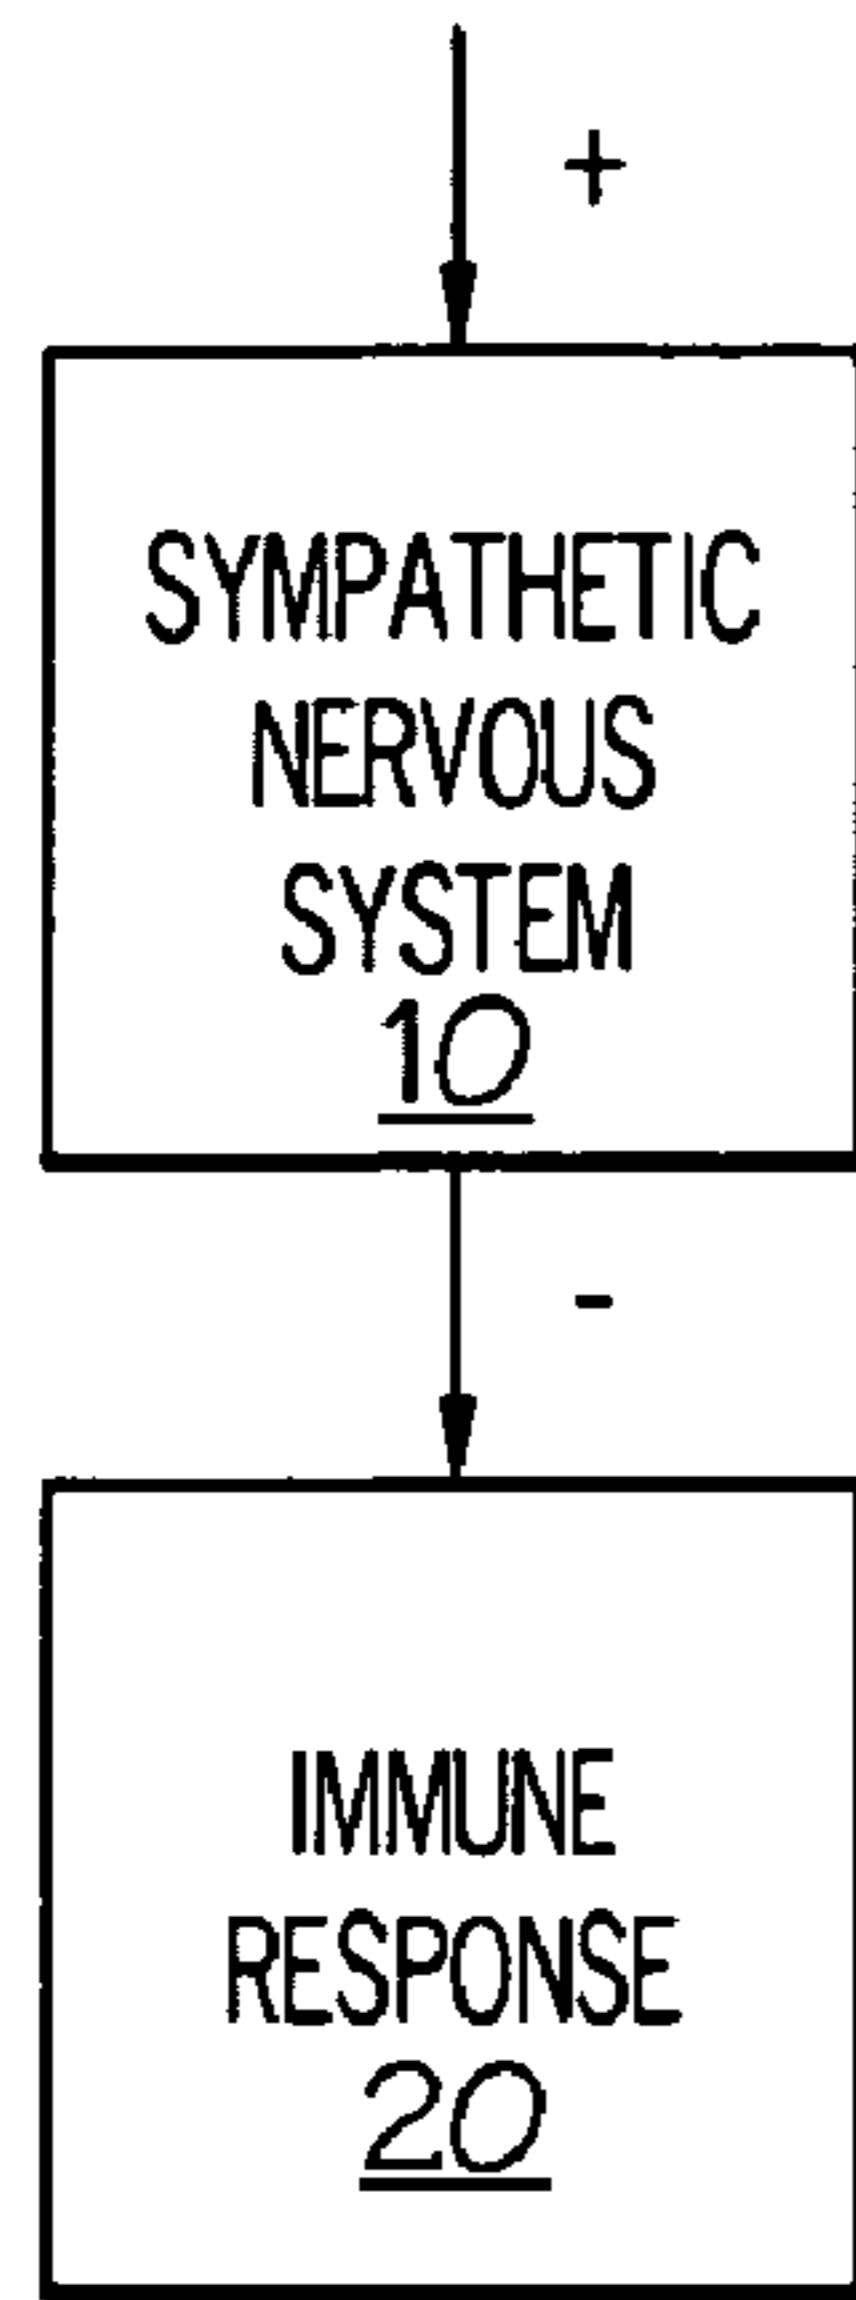 +
SYMPATHETIC
NERVOUS
SYSTEM
10
-
IMMUNE
RESPONSE
20